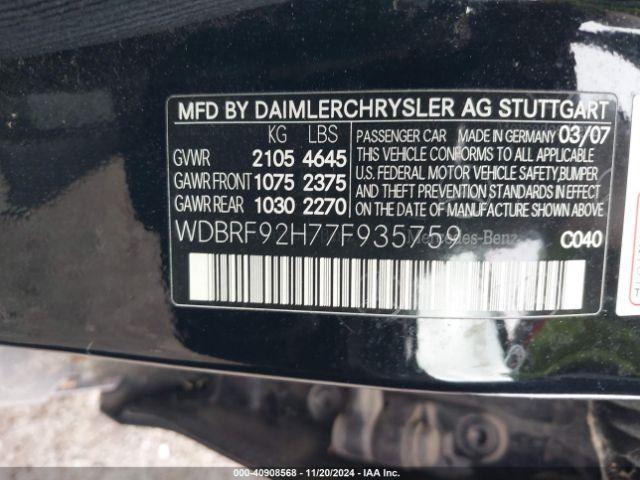 MFD BY DAIMLERCHRYSLER AG STUTTGART
KG LBS
GVWR 2105 4645
GAWR FRONT 1075 2375
GAWR REAR 1030 2270
PASSENGER CAR MADE IN GERMANY 03/07
THIS VEHICLE CONFORMS TO ALL APPLICABLE
U.S. FEDERAL MOTOR VEHICLE SAFETY, BUMPER
AND THEFT PREVENTION STANDARDS IN EFFECT
ON THE DATE OF MANUFACTURE SHOWN ABOVE.
WDBRF92H77F935759 Mercedes-Benz C040
000-40908568 - 11/20/2024 - IAA Inc.